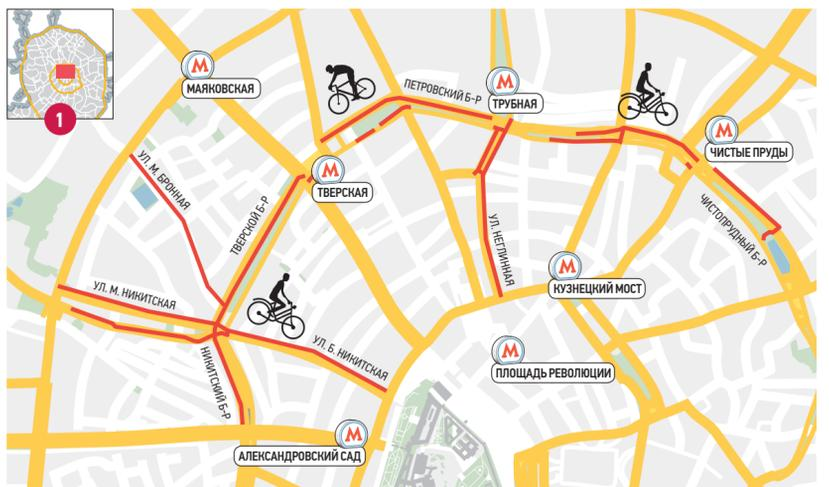 1
М
МАЯКОВСКАЯ
ПЕТРОВСКИЙ Б-Р
М
ТРУБНАЯ
М
ЧИСТЫЕ ПРУДЫ
УЛ. М. БРОННАЯ
М
ТВЕРСКАЯ
ТВЕРСКОЙ Б-Р
УЛ. НЕГЛИННАЯ
ЧИСТОПРУДНЫЙ Б-Р
М
КУЗНЕЦКИЙ МОСТ
УЛ. М. НИКИТСКАЯ
УЛ. Б. НИКИТСКАЯ
М
ПЛОЩАДЬ РЕВОЛЮЦИИ
НИКИТСКИЙ Б-Р
М
АЛЕКСАНДРОВСКИЙ САД